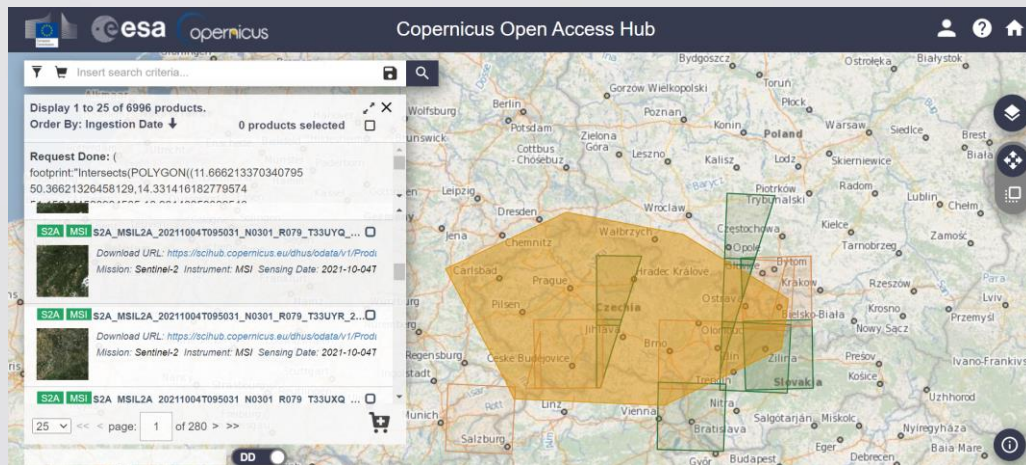 esa
opernicus
Copernicus Open Access Hub
Insert search criteria...
Display 1 to 25 of 6996 products.
Order By: Ingestion Date
0 products selected
Request Done: (
footprint:"Intersects(POLYGON((11.666213370340795
50.36621326458129,14.331416182779574
S2A MSI S2A_MSIL2A_20211004T095031_N0301_R079_T33UYQ_...
Download URL: https://scihub.copernicus.eu/dhus/odata/v1/Produ
Mission: Sentinel-2 Instrument: MSI Sensing Date: 2021-10-04T
S2A MSI S2A_MSIL2A_20211004T095031_N0301_R079_T33UYR_2...
Download URL: https://scihub.copernicus.eu/dhus/odata/v1/Produ
Mission: Sentinel-2 Instrument: MSI Sensing Date: 2021-10-04T
S2A MSI S2A_MSIL2A_20211004T095031_N0301_R079_T33UXQ_...
25 << < page: 1 of 280 > >>
DD
Bydgoszcz
Ostrołęka
Białystok
Toruń
Gorzów Wielkopolski
Płock
Wolfsburg
Berlin
Poznan
Potsdam
Konin
Poland
Warsaw
Siedlce
Brest
Zielona
Góra
Cottbus
- Chóśebuz
Leszno
Kalisz
Lodz
Skierniewice
Leipzig
Piotrków
Trybunalski
Radom
Lublin
Chełm
Dresden
Wrocław
Jena
Chemnitz
Wałbrzych
Częstochowa
Kielce
Zamość
Opole
Tarnobrzeg
Carlsbad
Prague
Hradec Králové
Bytom
Krakow
Rzeszów
Pilsen
Czechia
Ostrava
Bielsko-Biała
Krosno
Przemyśl
Lviv
Nowy Sącz
Jihlava
Olomouc
Regensburg
České Budějovice
Brno
Zlín
Žilina
Prešov
Ivano-Frankivs
Košice
Trenčín
Slovakia
Munich
Linz
Vienna
Nitra
Uzhhorod
Bratislava
Salgótarján
Miskolc
Salzburg
Nyíregyháza
Eger
Győr
Budapest
Debrecen
Baia Mare